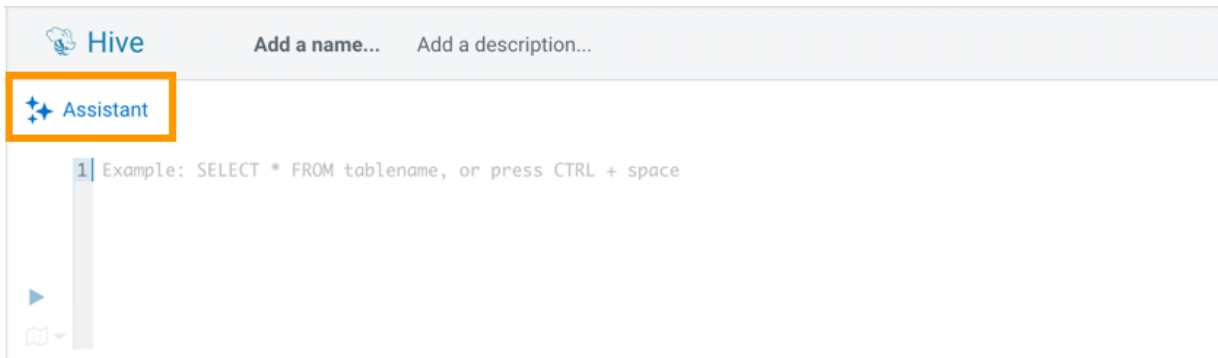 Hive Add a name... Add a description...
Assistant
1 Example: SELECT * FROM tablename, or press CTRL + space